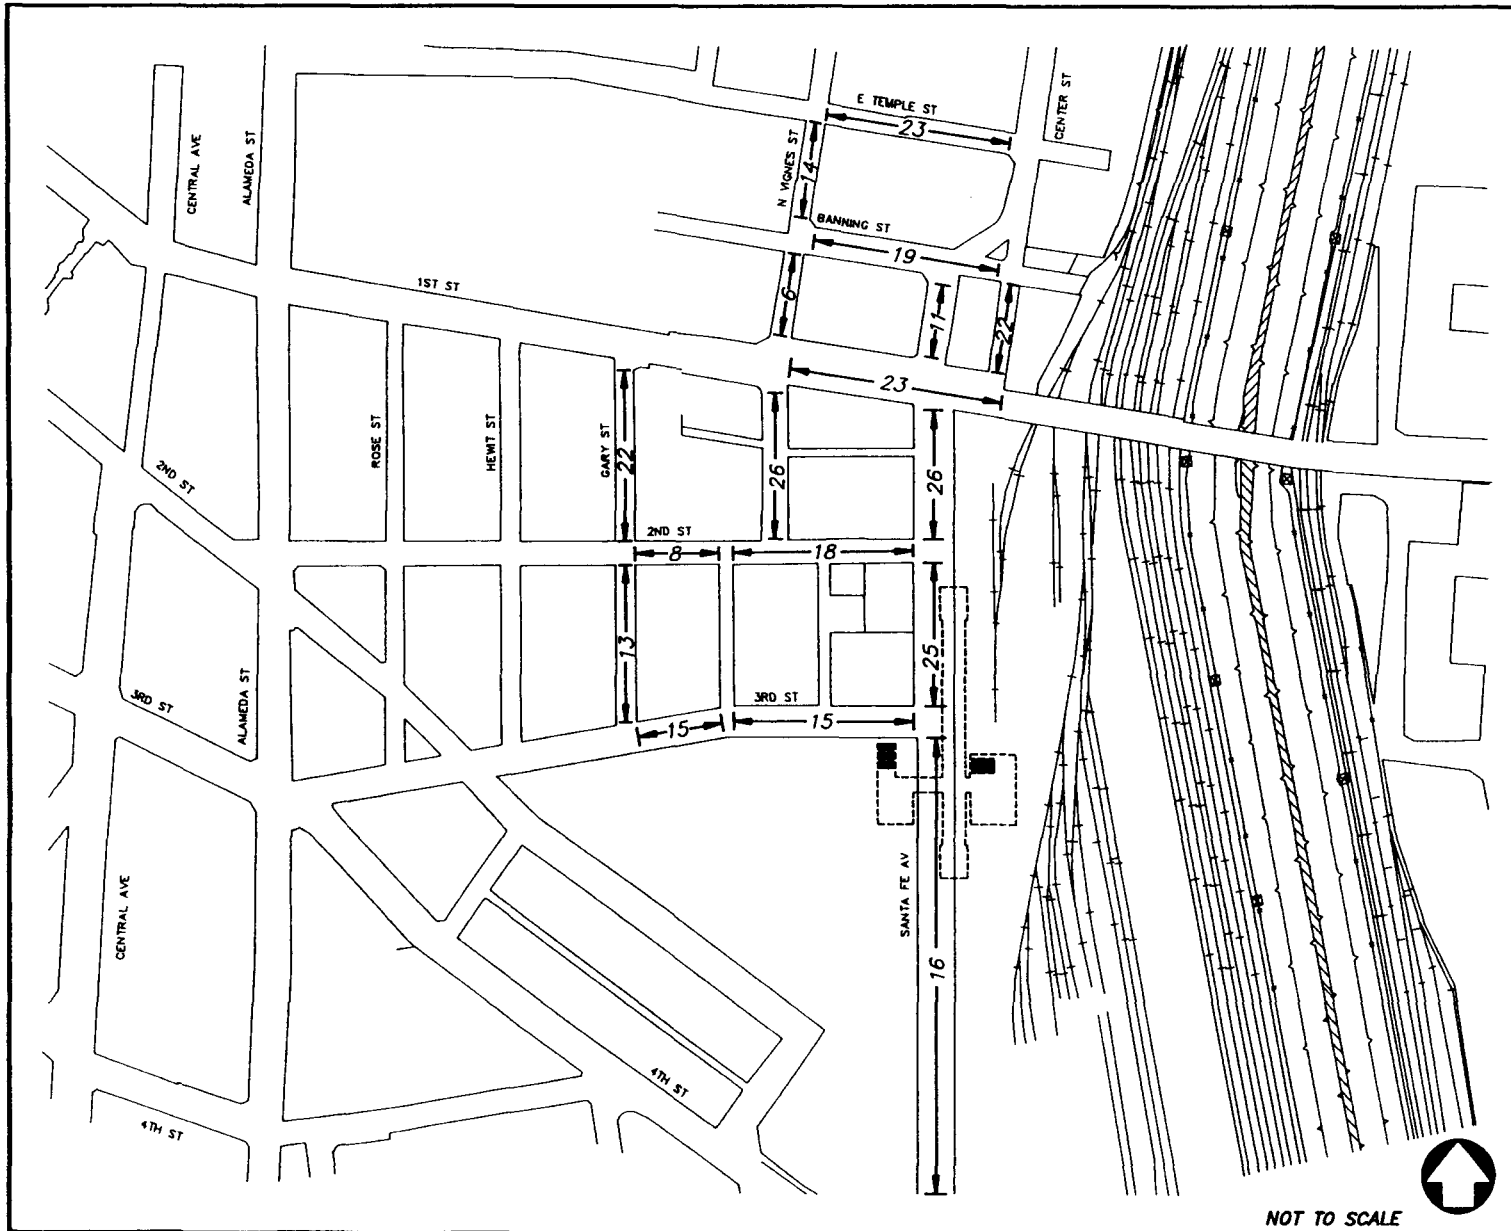 E TEMPLE ST
23
CENTER ST
CENTRAL AVE
ALAMEDA ST
N VIGNES ST
14
BANNING ST
19
1ST ST
6
11
22
23
ROSE ST
HEWIT ST
GARY ST
22
26
26
2ND ST
2ND ST
8
18
13
25
3RD ST
ALAMEDA ST
3RD ST
15
15
CENTRAL AVE
SANTA FE AV
16
4TH ST
4TH ST
NOT TO SCALE